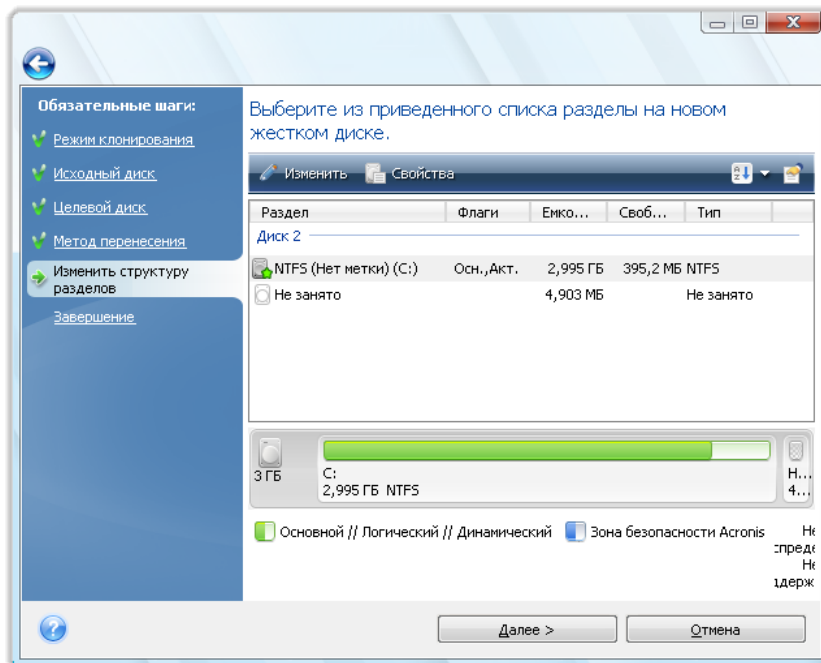 Обязательные шаги:
Режим клонирования
Исходный диск
Целевой диск
Метод перенесения
Изменить структуру
разделов
Завершение
Выберите из приведенного списка разделы на новом
жестком диске.
Изменить Свойства
Раздел Флаги Емко... Своб... Тип
Диск 2
NTFS (Нет метки) (C:) Осн.,Акт. 2,995 ГБ 395,2 МБ NTFS
Не занято 4,903 МБ Не занято
3 ГБ
C:
2,995 ГБ NTFS
Н...
4...
Основной // Логический // Динамический Зона безопасности Acronis
Далее > Отмена